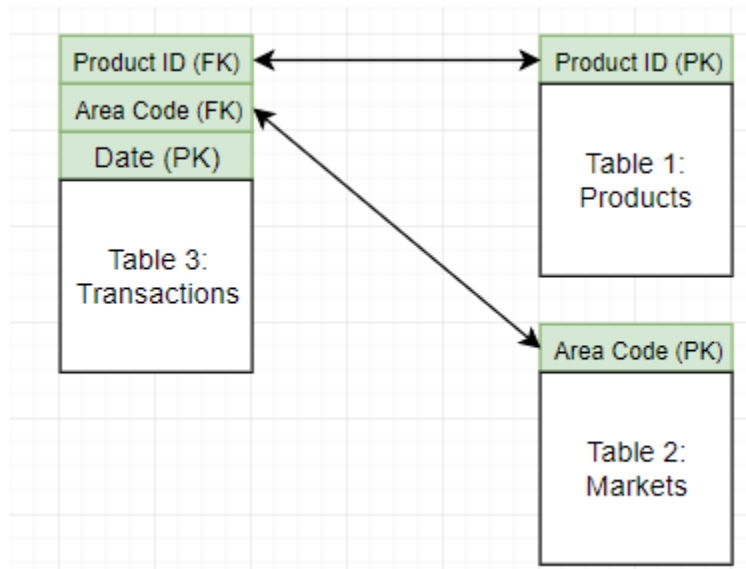 Product ID (FK)
Area Code (FK)
Date (PK)
Table 3:
Transactions
Product ID (PK)
Table 1:
Products
Area Code (PK)
Table 2:
Markets